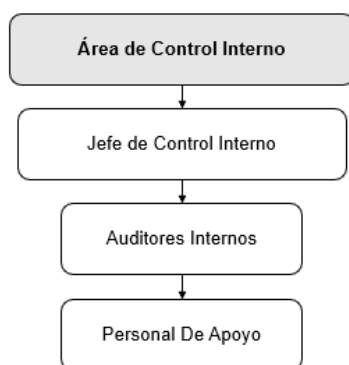 Área de Control Interno
Jefe de Control Interno
Auditores Internos
Personal De Apoyo